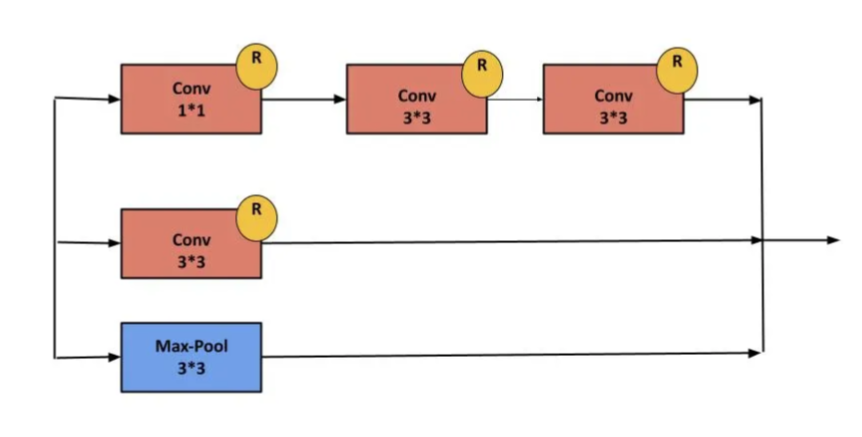 R
Conv
1*1
R
Conv
3*3
R
Conv
3*3
R
Conv
3*3
Max-Pool
3*3